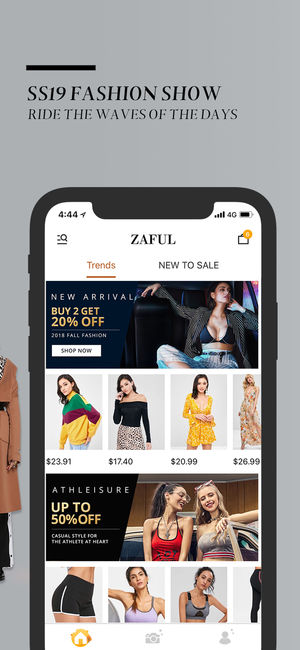 SS19 FASHION SHOW
RIDE THE WAVES OF THE DAYS
4:44
4G
ZAFUL
6
Trends
NEW TO SALE
NEW ARRIVAL
BUY 2 GET
20% OFF
2018 FALL FASHION
SHOP NOW
$23.91
$17.40
$20.99
$26.99
ATHLEISURE
UP TO
50%OFF
CASUAL STYLE FOR
THE ATHLETE AT HEART